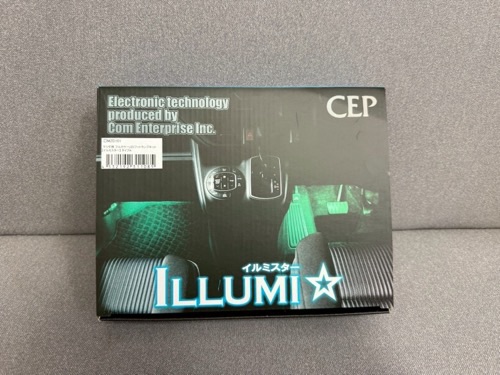 Electronic technology
produced by
Com Enterprise Inc.
CEP
イルミスター
ILLUMI☆